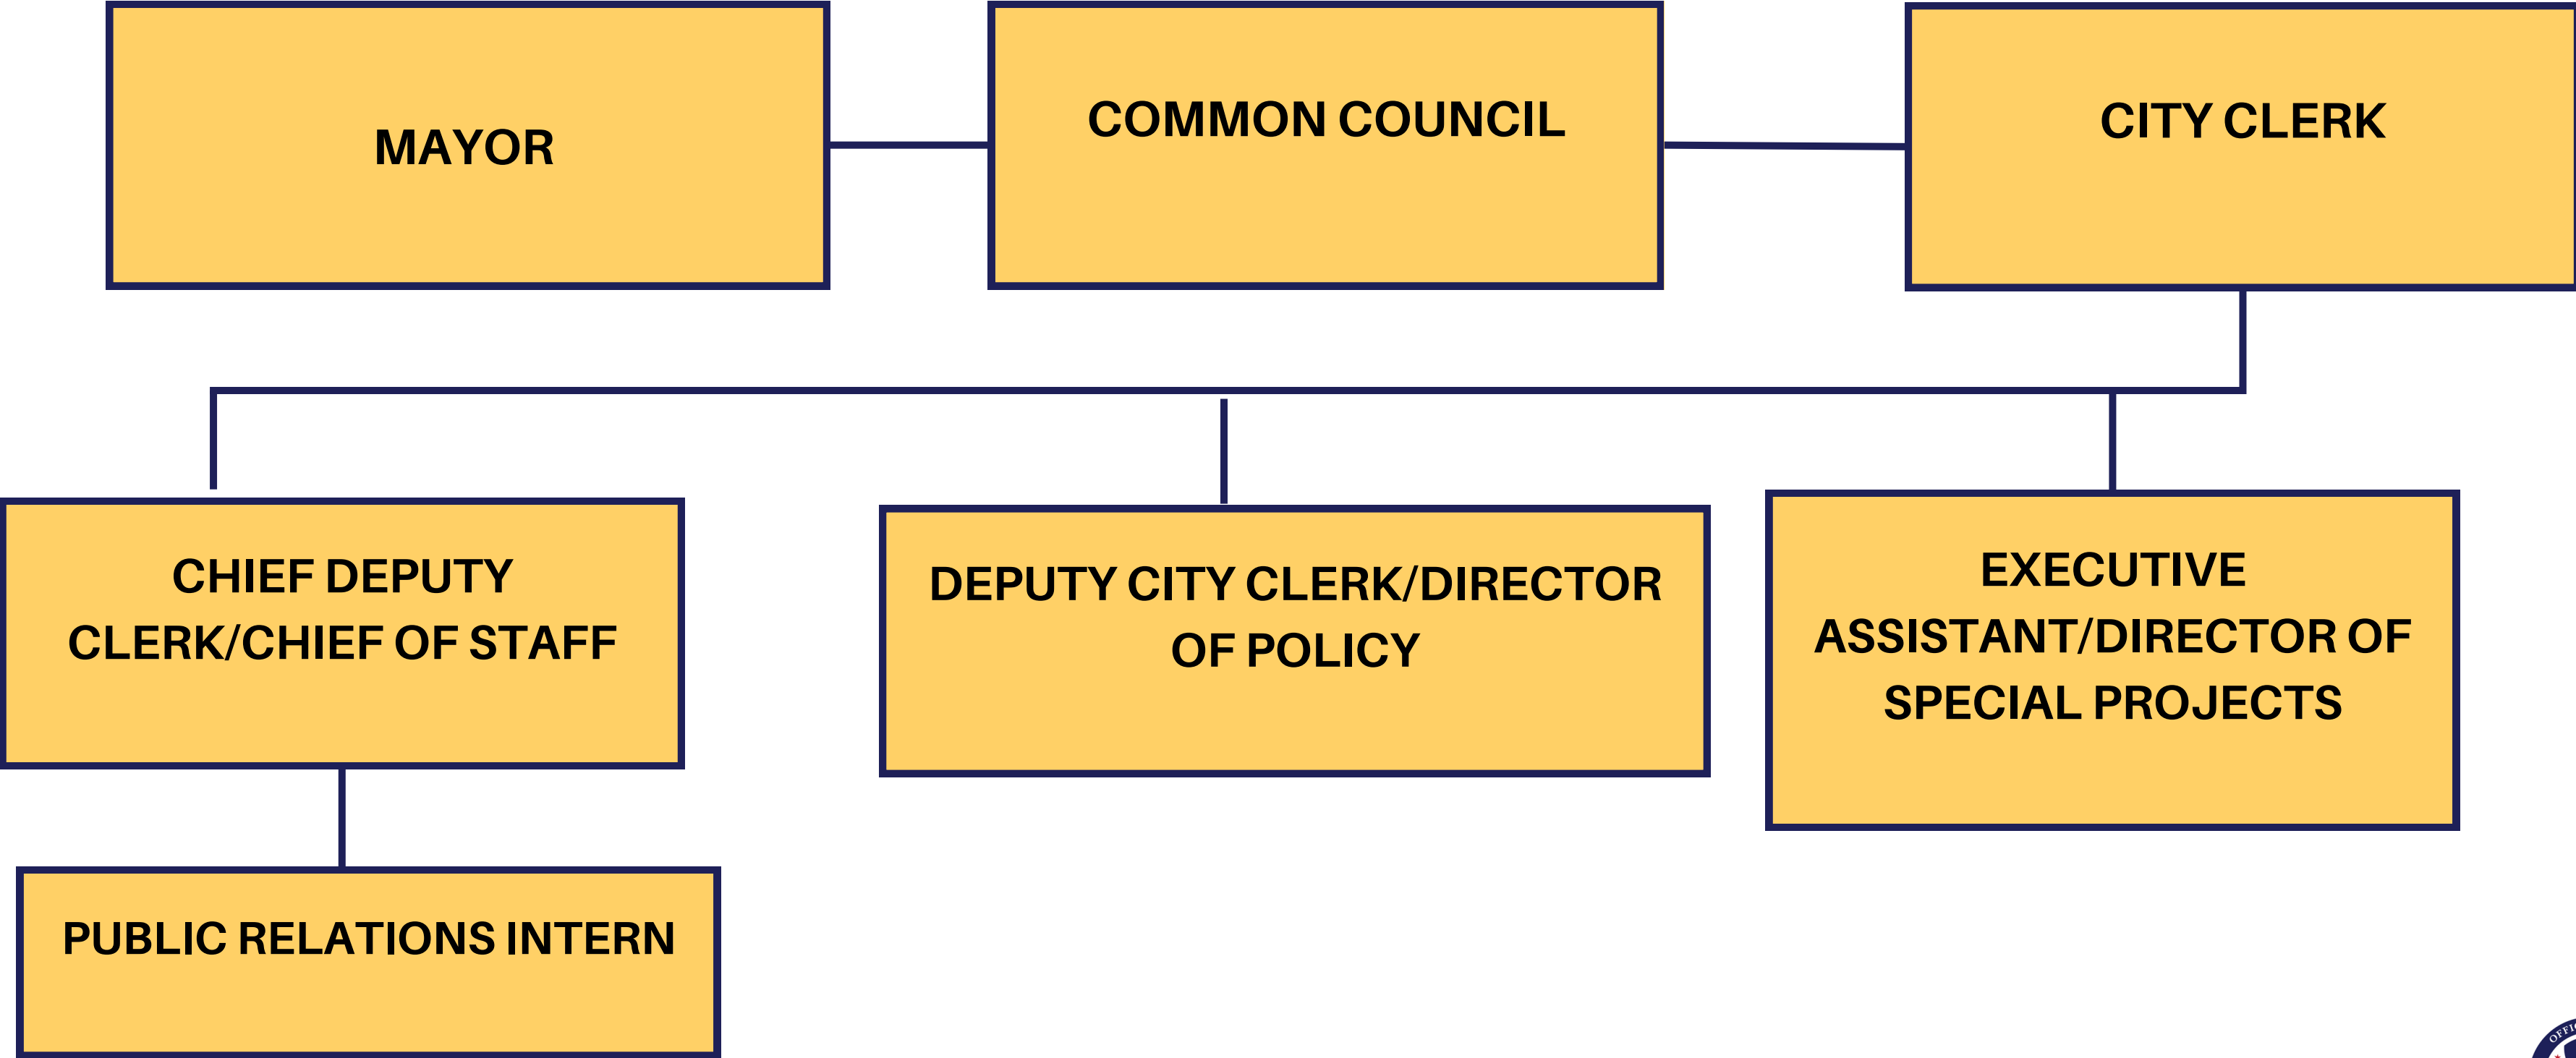 MAYOR
COMMON COUNCIL
CITY CLERK
CHIEF DEPUTY
CLERK/CHIEF OF STAFF
DEPUTY CITY CLERK/DIRECTOR
OF POLICY
EXECUTIVE
ASSISTANT/DIRECTOR OF
SPECIAL PROJECTS
PUBLIC RELATIONS INTERN